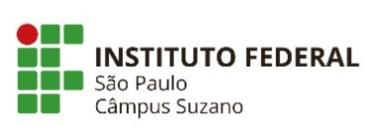 INSTITUTO FEDERAL
São Paulo
Câmpus Suzano